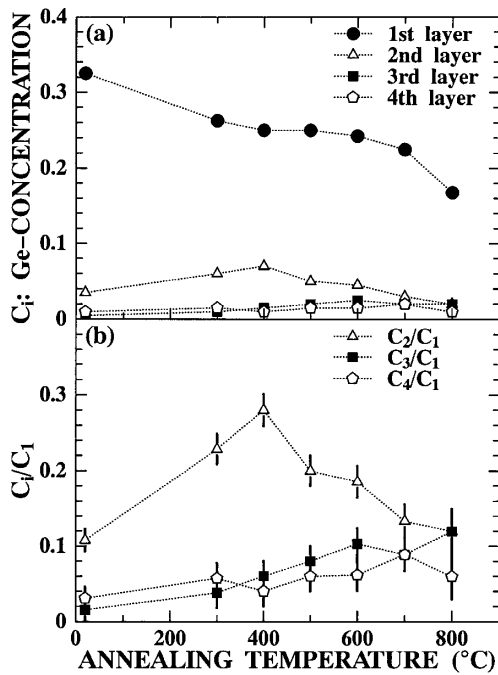 0.4
(a)
1st layer
2nd layer
3rd layer
4th layer
0.3
0.2
0.1
0
Cᵢ: Ge-CONCENTRATION
(b)
C₂/C₁
C₃/C₁
C₄/C₁
0.3
0.2
0.1
0
Cᵢ/C₁
0 200 400 600 800
ANNEALING TEMPERATURE (°C)